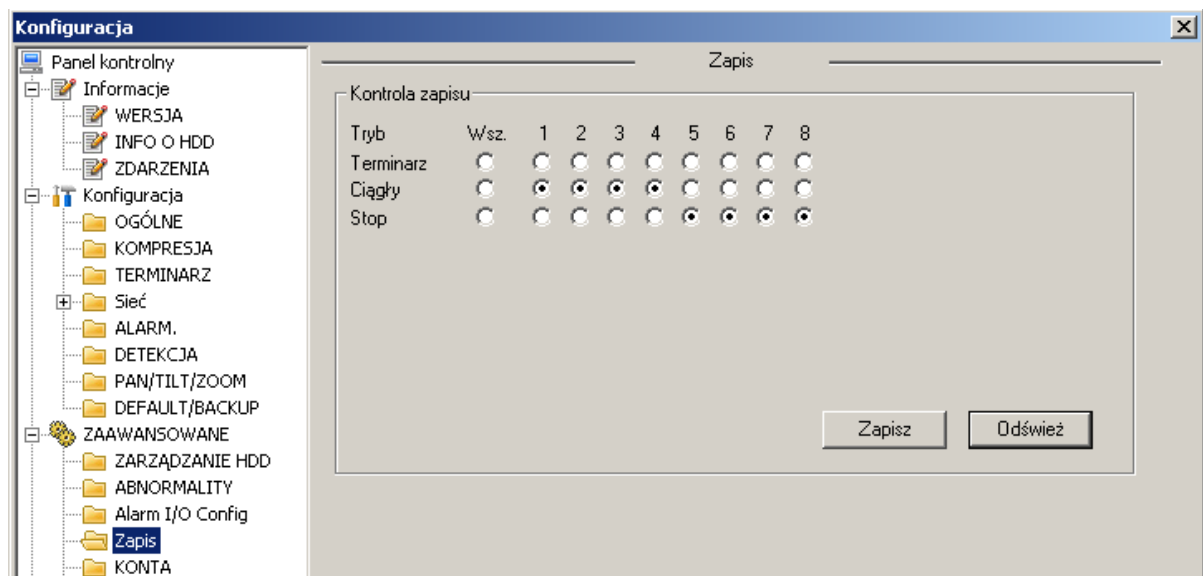 Konfiguracja
Panel kontrolny
Informacje
WERSJA
INFO O HDD
ZDARZENIA
Konfiguracja
OGÓLNE
KOMPRESJA
TERMINARZ
Sieć
ALARM.
DETEKCJA
PAN/TILT/ZOOM
DEFAULT/BACKUP
ZAAWANSOWANE
ZARZĄDZANIE HDD
ABNORMALITY
Alarm I/O Config
Zapis
KONTA
Zapis
Kontrola zapisu
Tryb Wsz. 1 2 3 4 5 6 7 8
Terminarz
Ciągły
Stop
Zapisz Odśwież